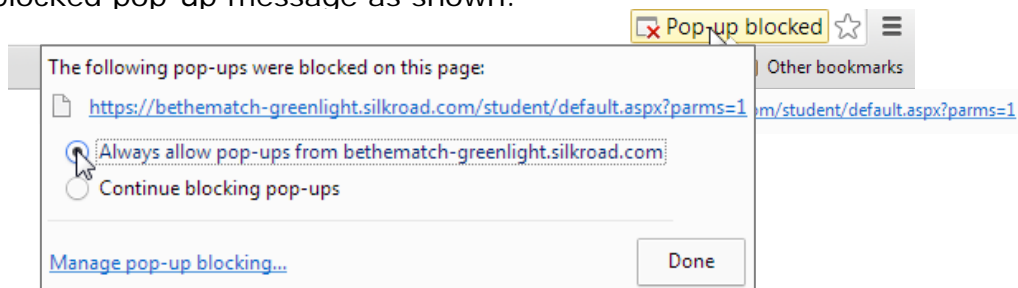 blocked pop-up message as shown.
Pop-up blocked
The following pop-ups were blocked on this page:
Other bookmarks
https://bethematch-greenlight.silkroad.com/student/default.aspx?parms=1
om/student/default.aspx?parms=1
Always allow pop-ups from bethematch-greenlight.silkroad.com
Continue blocking pop-ups
Manage pop-up blocking...
Done